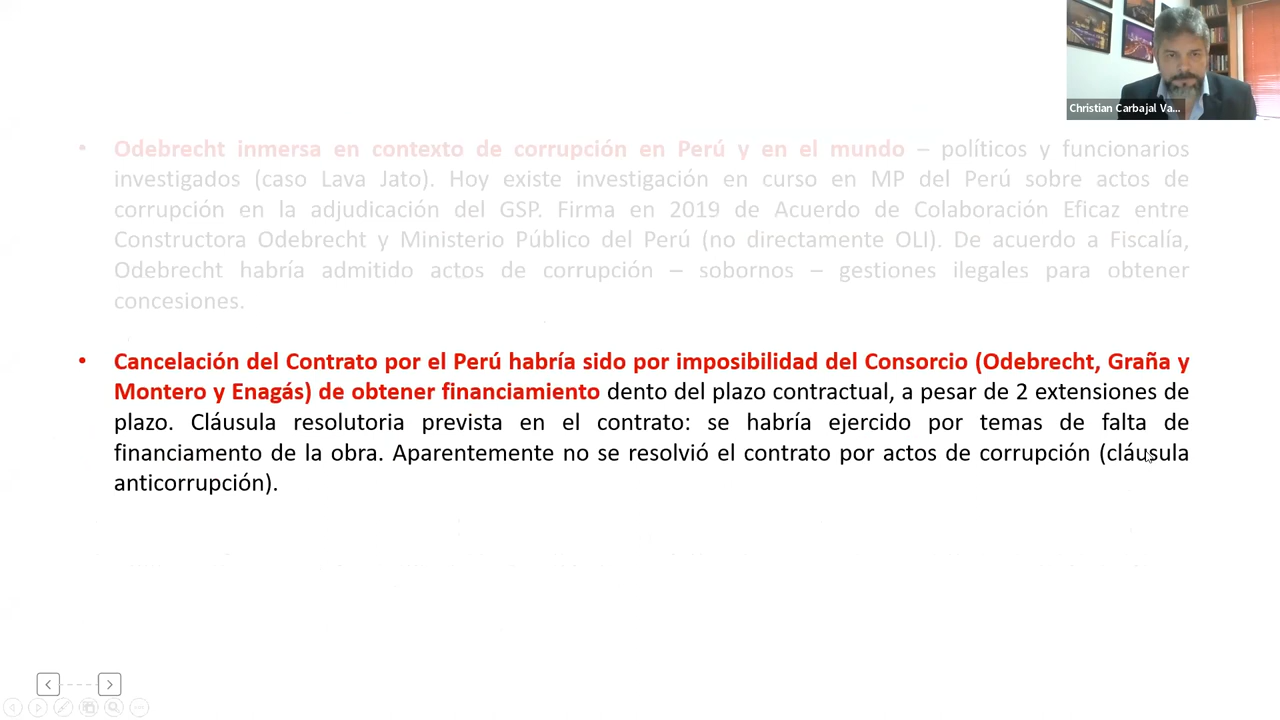 Christian Carbajal Va...
• Odebrecht inmersa en contexto de corrupción en Perú y en el mundo – políticos y funcionarios
investigados (caso Lava Jato). Hoy existe investigación en curso en MP del Perú sobre actos de
corrupción en la adjudicación del GSP. Firma en 2019 de Acuerdo de Colaboración Eficaz entre
Constructora Odebrecht y Ministerio Público del Perú (no directamente OLI). De acuerdo a Fiscalía,
Odebrecht habría admitido actos de corrupción – sobornos – gestiones ilegales para obtener
concesiones.
• Cancelación del Contrato por el Perú habría sido por imposibilidad del Consorcio (Odebrecht, Graña y
Montero y Enagás) de obtener financiamiento dento del plazo contractual, a pesar de 2 extensiones de
plazo. Cláusula resolutoria prevista en el contrato: se habría ejercido por temas de falta de
financiamento de la obra. Aparentemente no se resolvió el contrato por actos de corrupción (cláusula
anticorrupción).